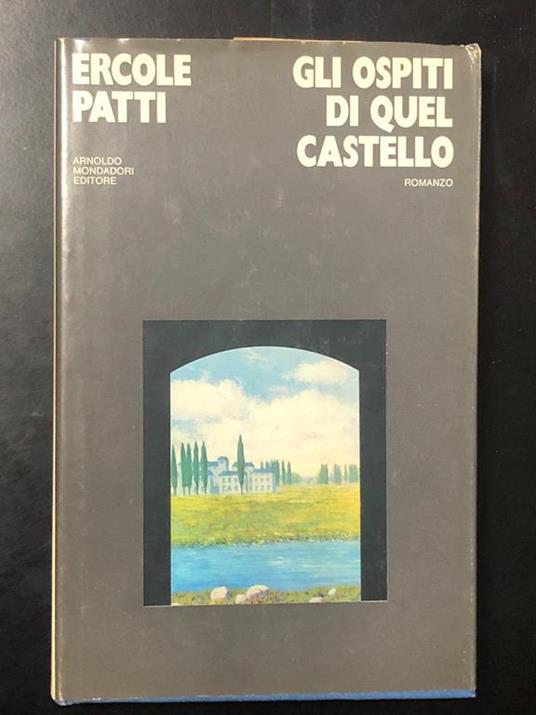 ERCOLE
PATTI
ARNOLDO
MONDADORI
EDITORE
GLI OSPITI
DI QUEL
CASTELLO
ROMANZO